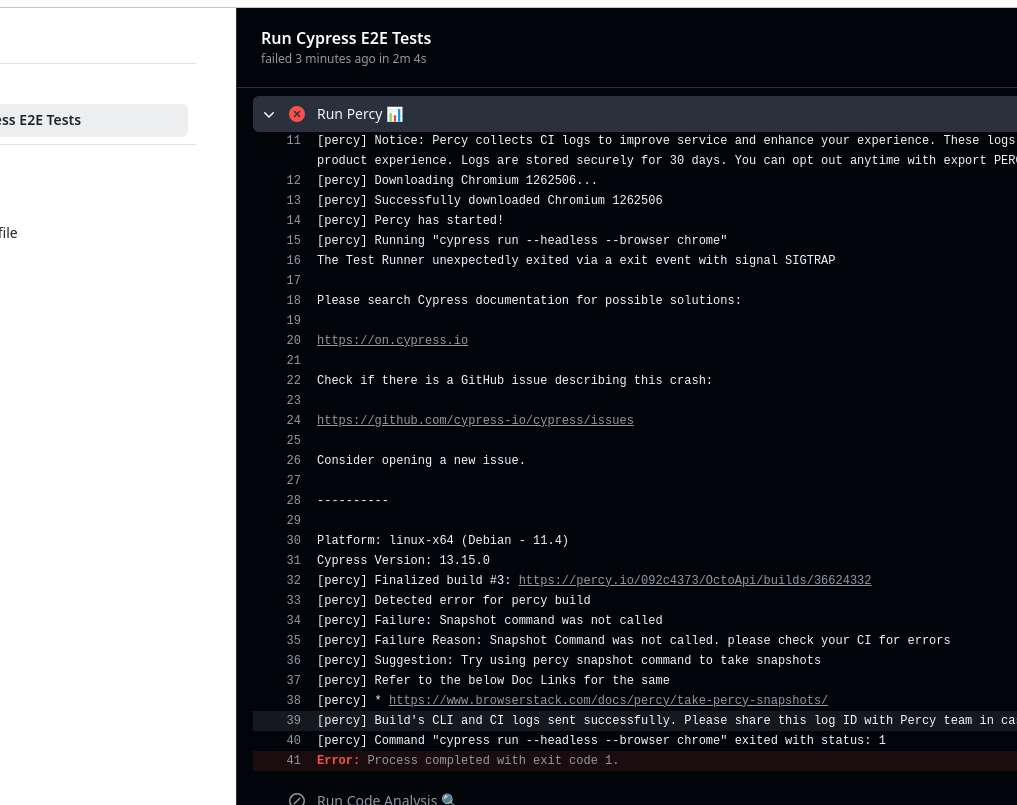 Run Cypress E2E Tests
failed 3 minutes ago in 2m 4s
ss E2E Tests
file
Run Percy 📊
11 [percy] Notice: Percy collects CI logs to improve service and enhance your experience. These logs
product experience. Logs are stored securely for 30 days. You can opt out anytime with export PERC
12 [percy] Downloading Chromium 1262506...
13 [percy] Successfully downloaded Chromium 1262506
14 [percy] Percy has started!
15 [percy] Running "cypress run --headless --browser chrome"
16 The Test Runner unexpectedly exited via a exit event with signal SIGTRAP
17
18 Please search Cypress documentation for possible solutions:
19
20 https://on.cypress.io
21
22 Check if there is a GitHub issue describing this crash:
23
24 https://github.com/cypress-io/cypress/issues
25
26 Consider opening a new issue.
27
28 ----------
29
30 Platform: linux-x64 (Debian - 11.4)
31 Cypress Version: 13.15.0
32 [percy] Finalized build #3: https://percy.io/092c4373/OctoApi/builds/36624332
33 [percy] Detected error for percy build
34 [percy] Failure: Snapshot command was not called
35 [percy] Failure Reason: Snapshot Command was not called. please check your CI for errors
36 [percy] Suggestion: Try using percy snapshot command to take snapshots
37 [percy] Refer to the below Doc Links for the same
38 [percy] * https://www.browserstack.com/docs/percy/take-percy-snapshots/
39 [percy] Build's CLI and CI logs sent successfully. Please share this log ID with Percy team in ca
40 [percy] Command "cypress run --headless --browser chrome" exited with status: 1
41 Error: Process completed with exit code 1.
Run Code Analysis 🔍